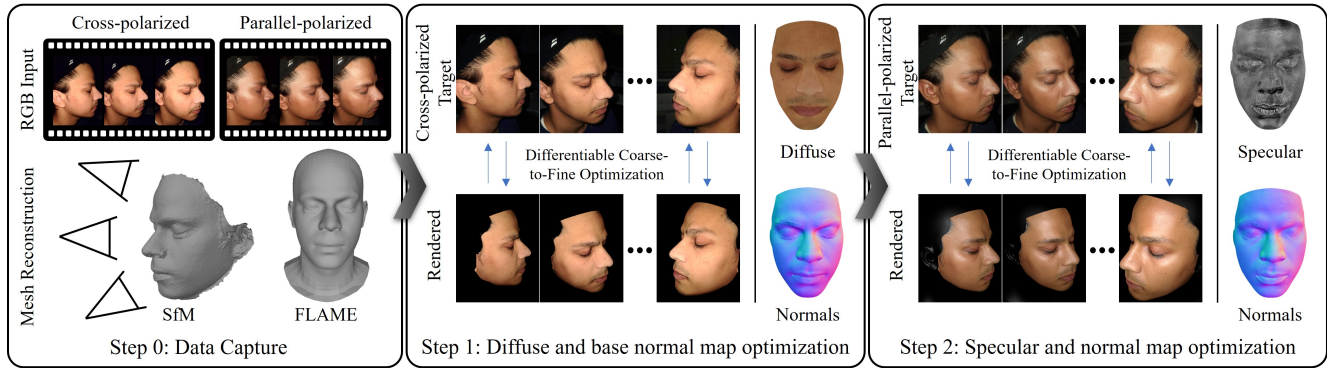 Cross-polarized
Parallel-polarized
RGB Input
Mesh Reconstruction
SfM
FLAME
Step 0: Data Capture
Cross-polarized
Target
Differentiable Coarse-
to-Fine Optimization
Rendered
Diffuse
Normals
Step 1: Diffuse and base normal map optimization
Parallel-polarized
Target
Differentiable Coarse-
to-Fine Optimization
Rendered
Specular
Normals
Step 2: Specular and normal map optimization